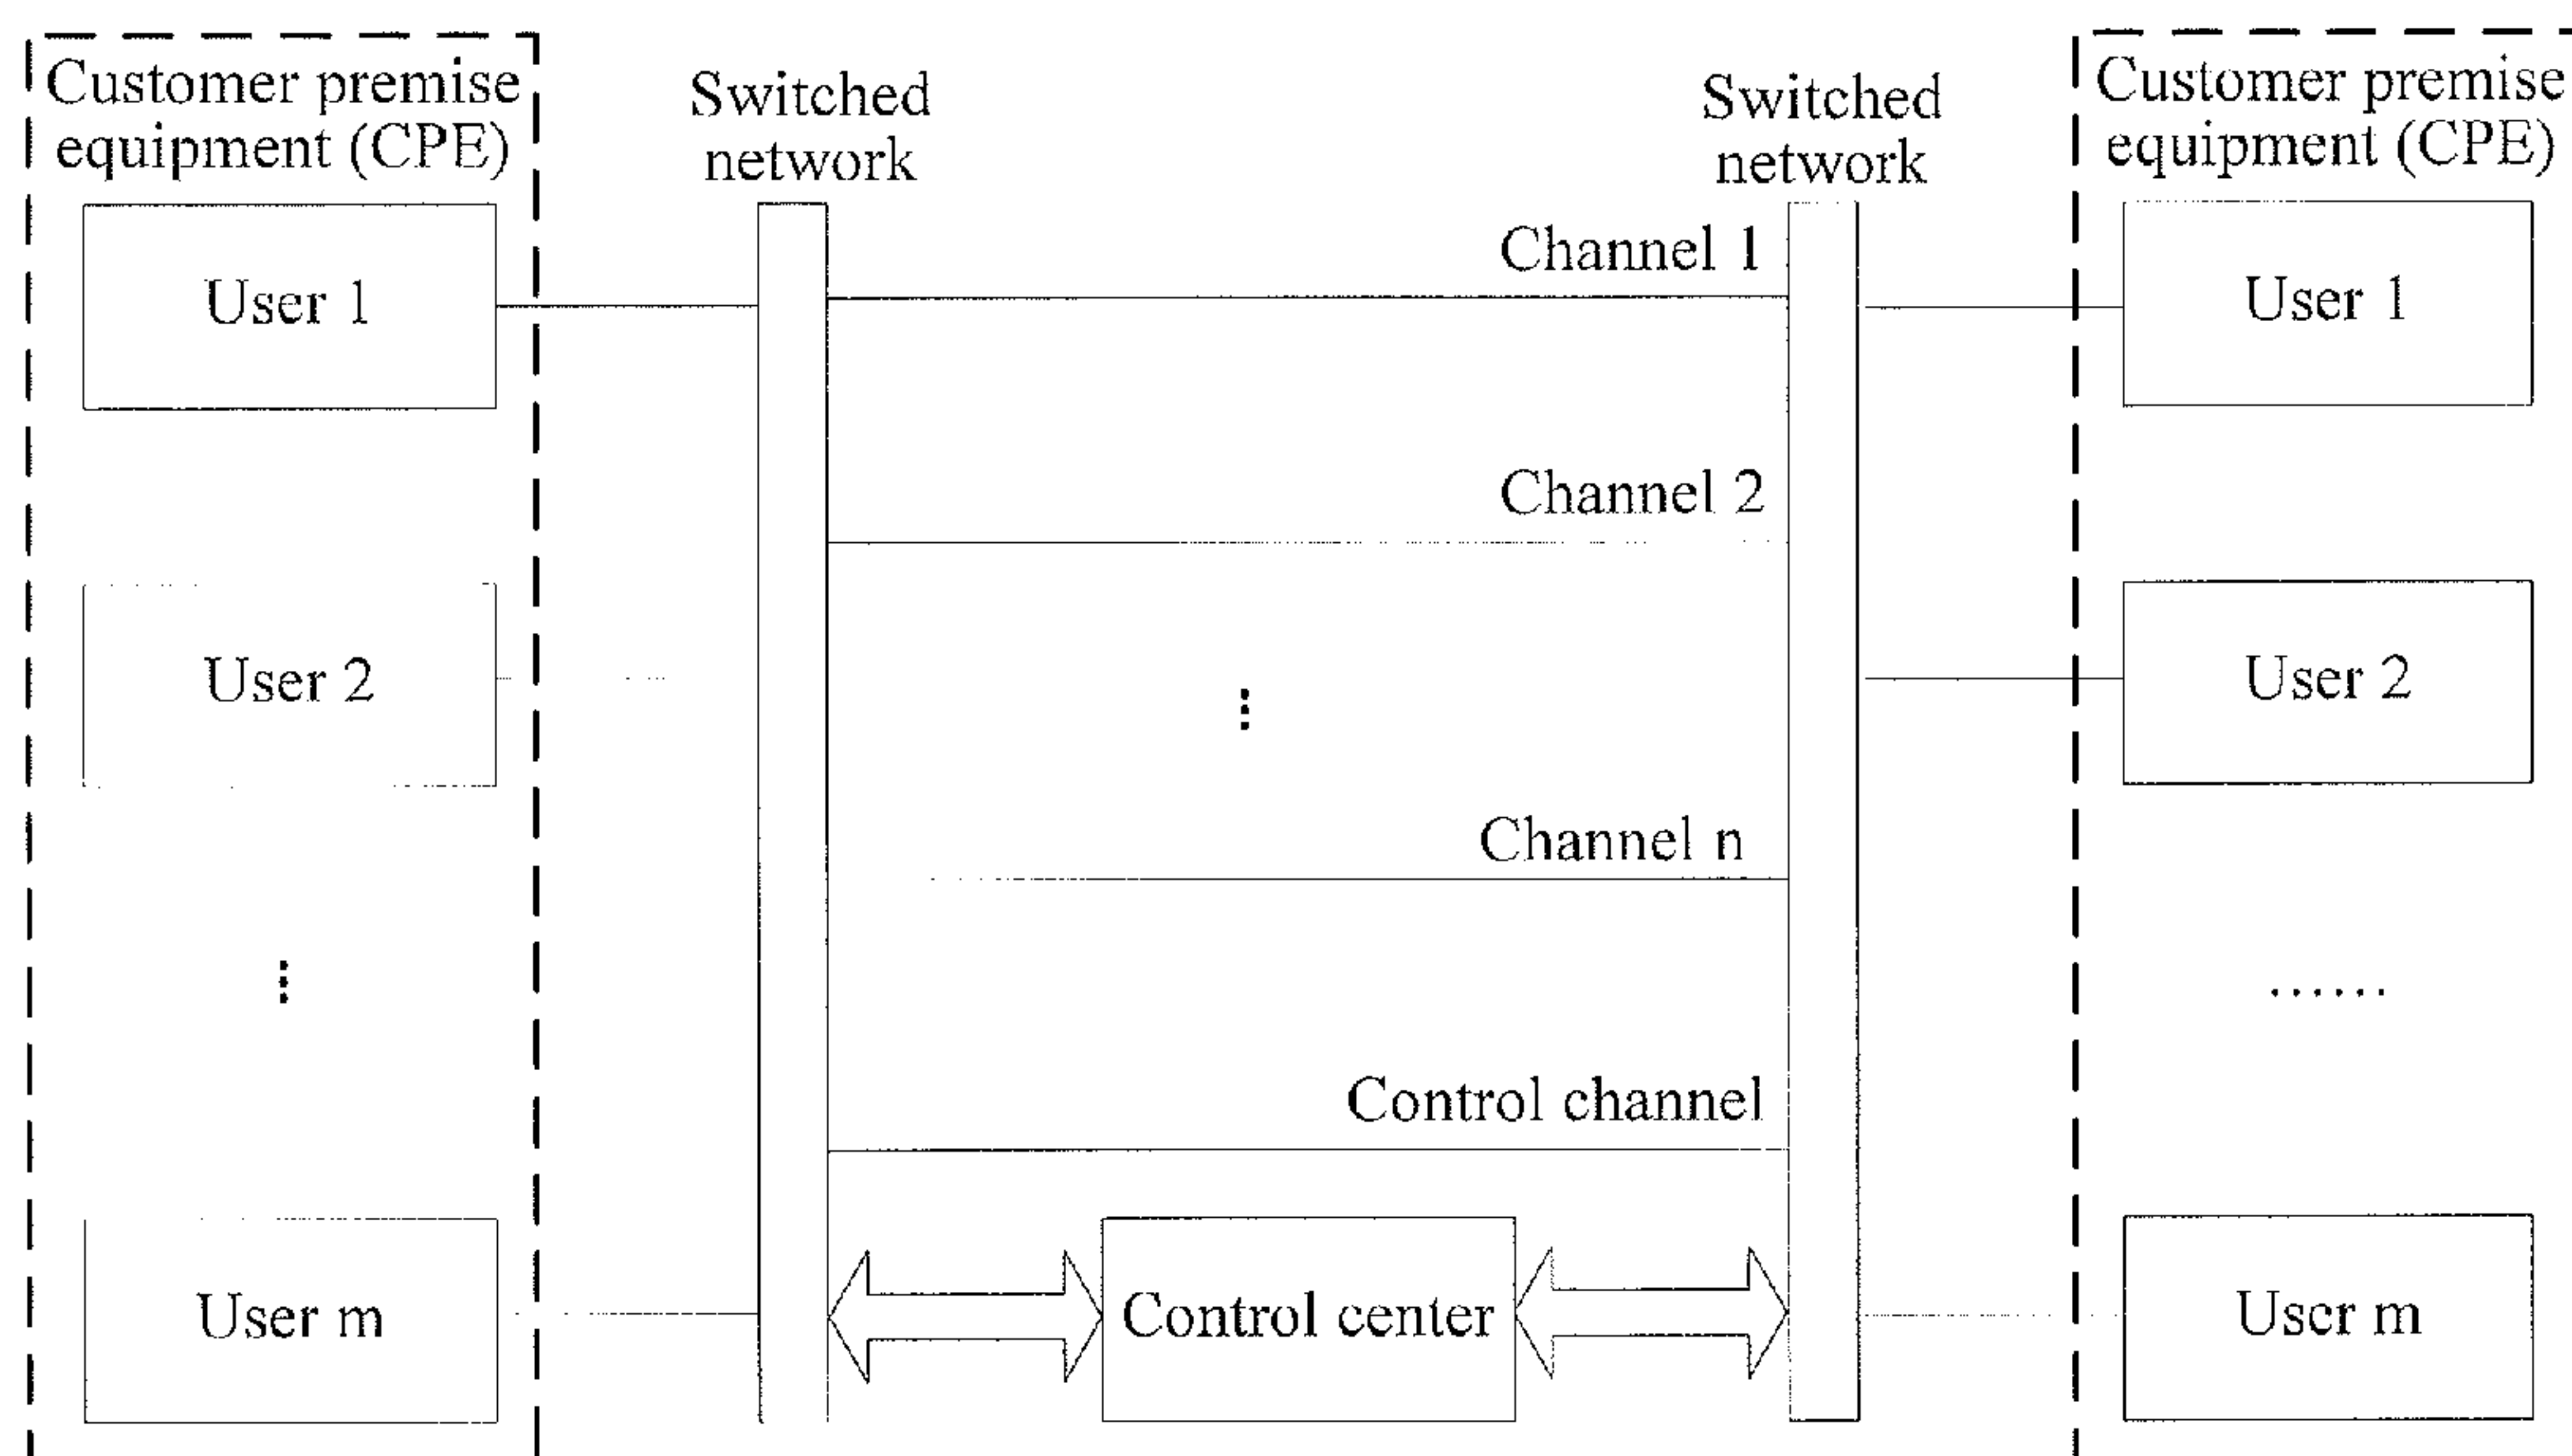 Customer premise
equipment (CPE)
Switched
network
Switched
network
Customer premise
equipment (CPE)
Channel 1
User 1
User 1
Channel 2
User 2
User 2
Channel n
Control channel
User m
Control center
User m